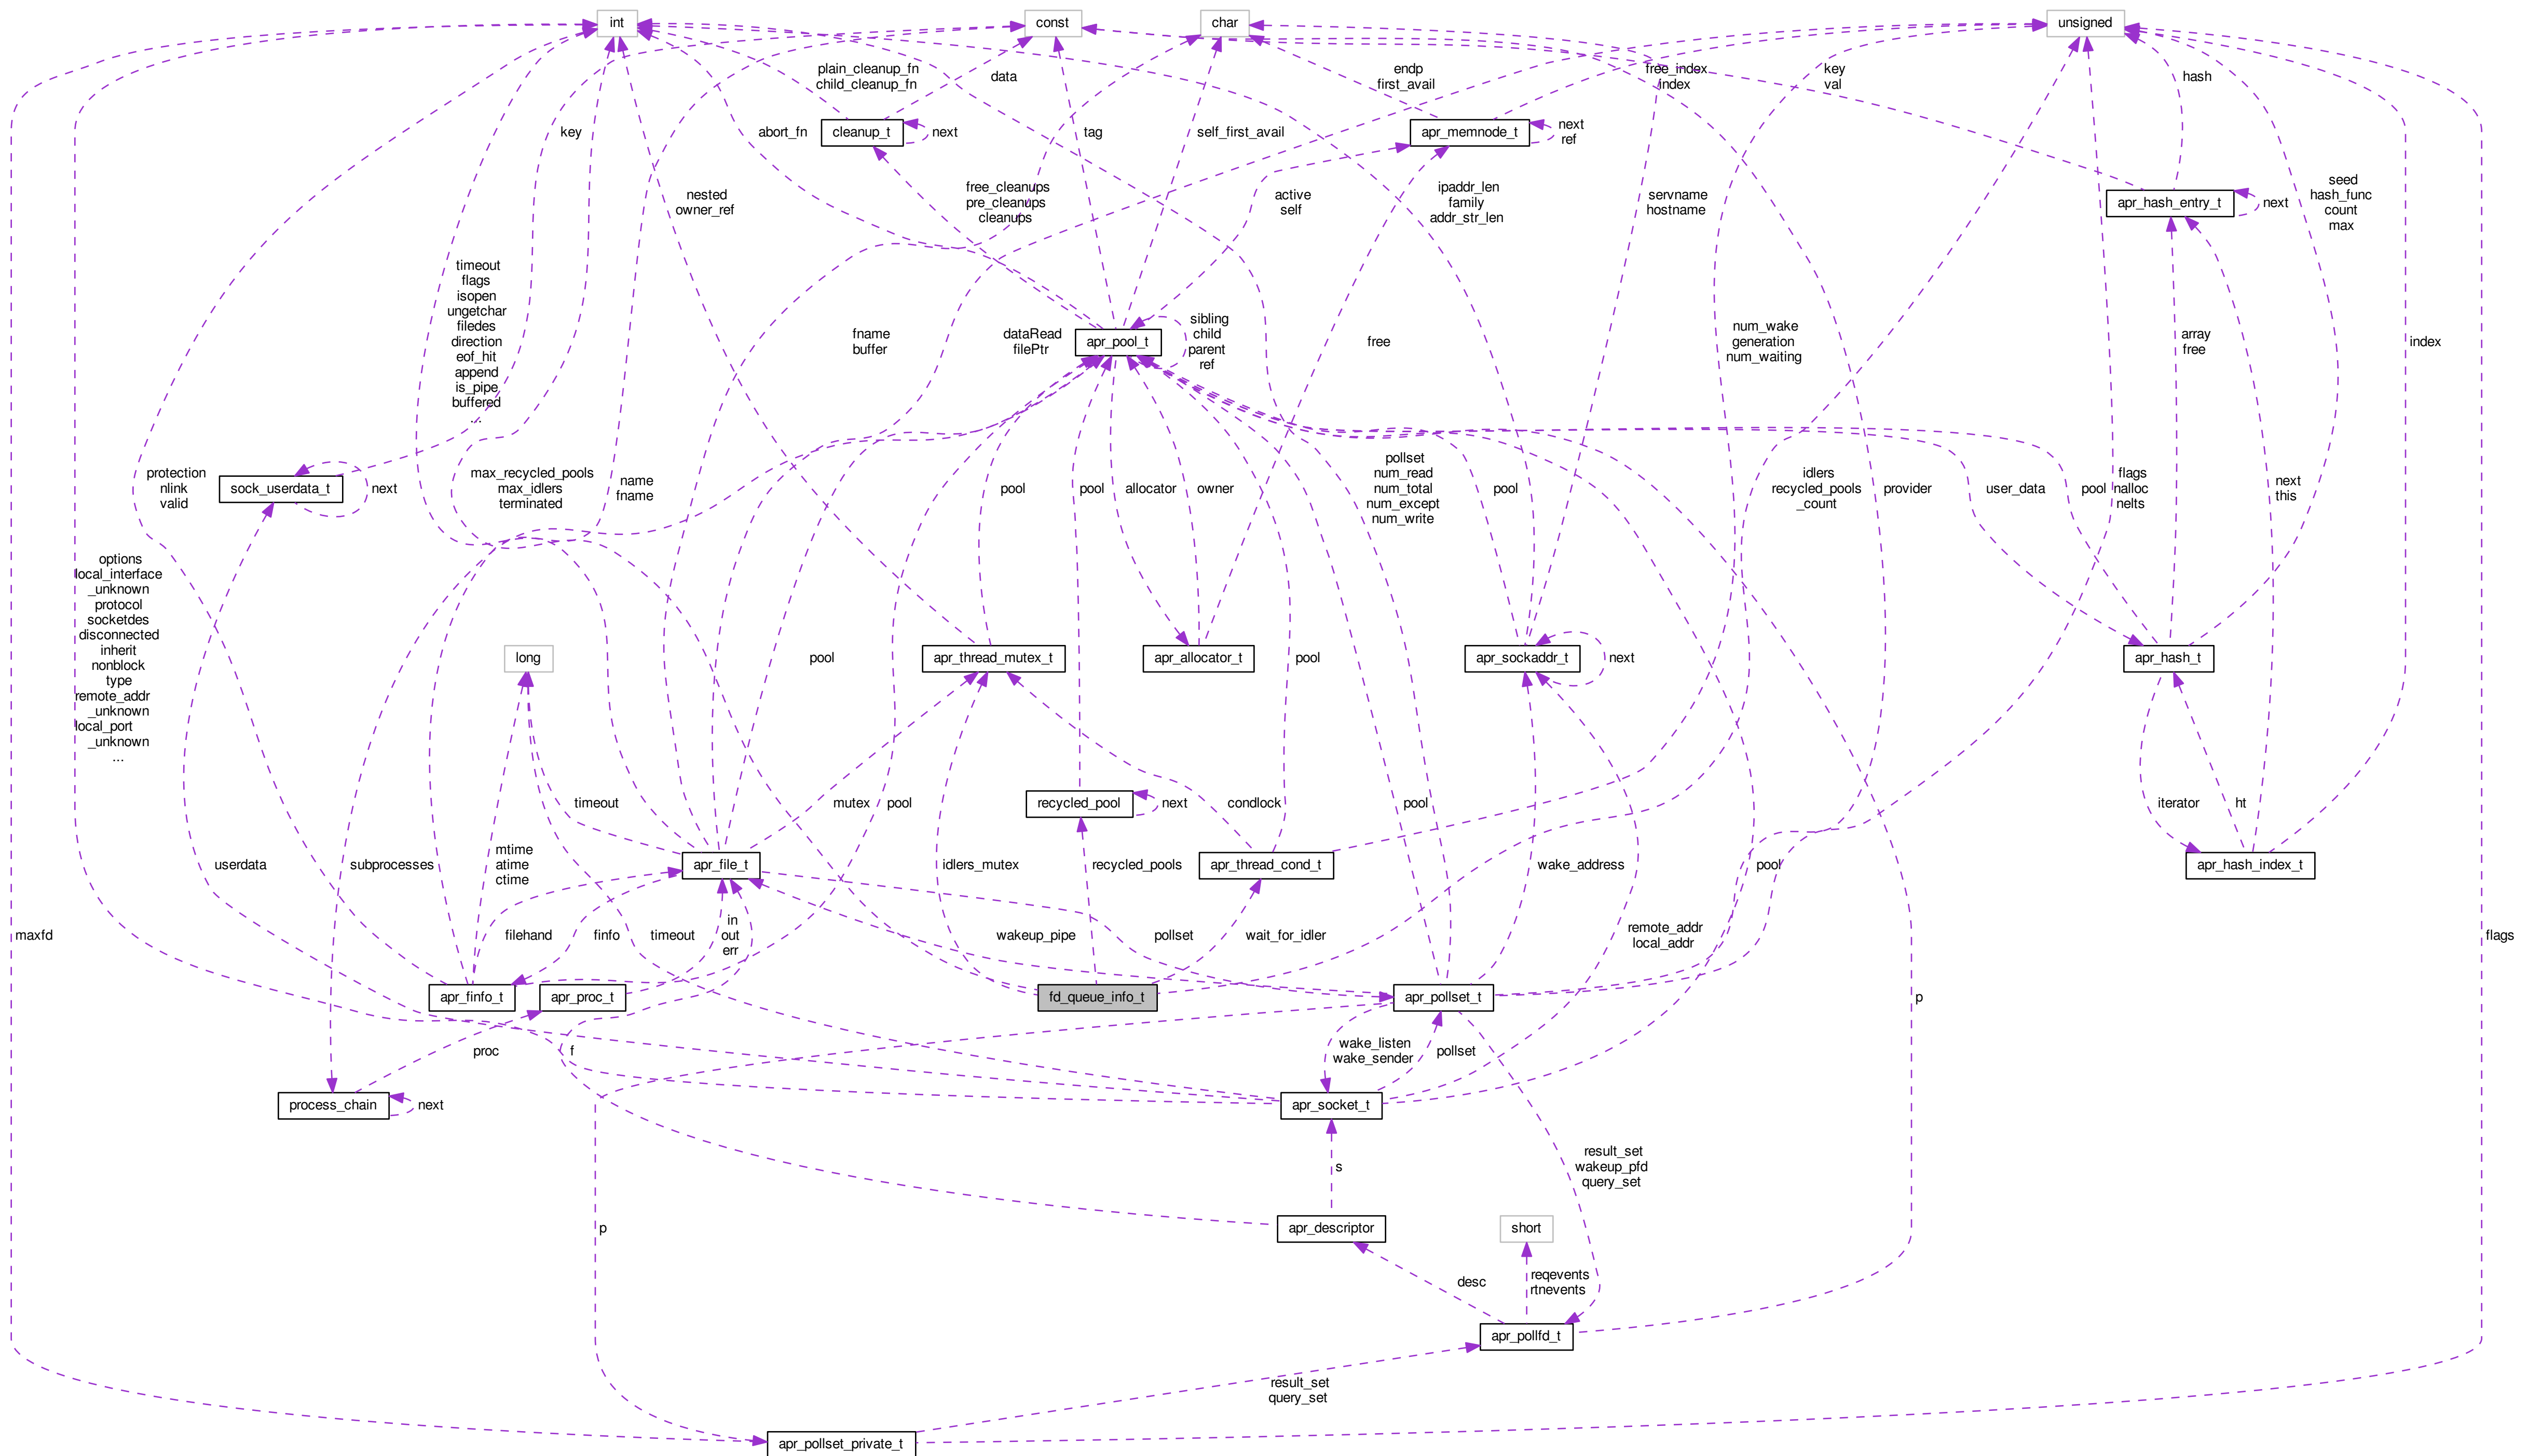 int
const
char
unsigned
plain_cleanup_fn
child_cleanup_fn
data
endp
first_avail
free_index
index
key
val
hash
key
abort_fn
cleanup_t
next
tag
self_first_avail
apr_memnode_t
next
ref
nested
owner_ref
free_cleanups
pre_cleanups
cleanups
active
self
ipaddr_len
family
addr_str_len
servname
hostname
apr_hash_entry_t
next
seed
hash_func
count
max
timeout
flags
isopen
ungetchar
filedes
direction
eof_hit
append
is_pipe
buffered
...
fname
buffer
dataRead
filePtr
apr_pool_t
sibling
child
parent
ref
free
num_wake
generation
num_waiting
array
free
index
protection
nlink
valid
sock_userdata_t
next
max_recycled_pools
max_idlers
terminated
name
fname
pool
pool
allocator
owner
pollset
num_read
num_total
num_except
num_write
pool
idlers
recycled_pools
_count
provider
user_data
pool
flags
nalloc
nelts
next
this
options
local_interface
_unknown
protocol
socketdes
disconnected
inherit
nonblock
type
remote_addr
_unknown
local_port
_unknown
...
long
pool
apr_thread_mutex_t
apr_allocator_t
pool
apr_sockaddr_t
next
apr_hash_t
timeout
mutex
pool
recycled_pool
next
condlock
pool
iterator
ht
userdata
subprocesses
mtime
atime
ctime
apr_file_t
idlers_mutex
recycled_pools
apr_thread_cond_t
wake_address
pool
apr_hash_index_t
maxfd
filehand
finfo
timeout
in
out
err
wakeup_pipe
pollset
wait_for_idler
remote_addr
local_addr
flags
apr_finfo_t
apr_proc_t
fd_queue_info_t
apr_pollset_t
p
proc
f
wake_listen
wake_sender
pollset
process_chain
next
apr_socket_t
s
result_set
wakeup_pfd
query_set
p
apr_descriptor
short
desc
reqevents
rtnevents
apr_pollfd_t
result_set
query_set
apr_pollset_private_t